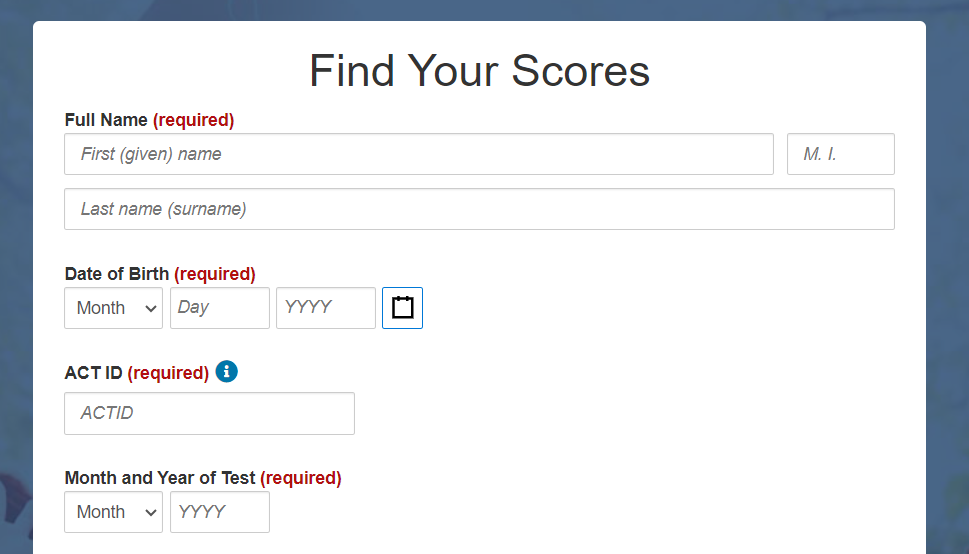 Find Your Scores
Full Name (required)
First (given) name M. I.
Last name (surname)
Date of Birth (required)
Month Day YYYY
ACT ID (required)
ACTID
Month and Year of Test (required)
Month YYYY